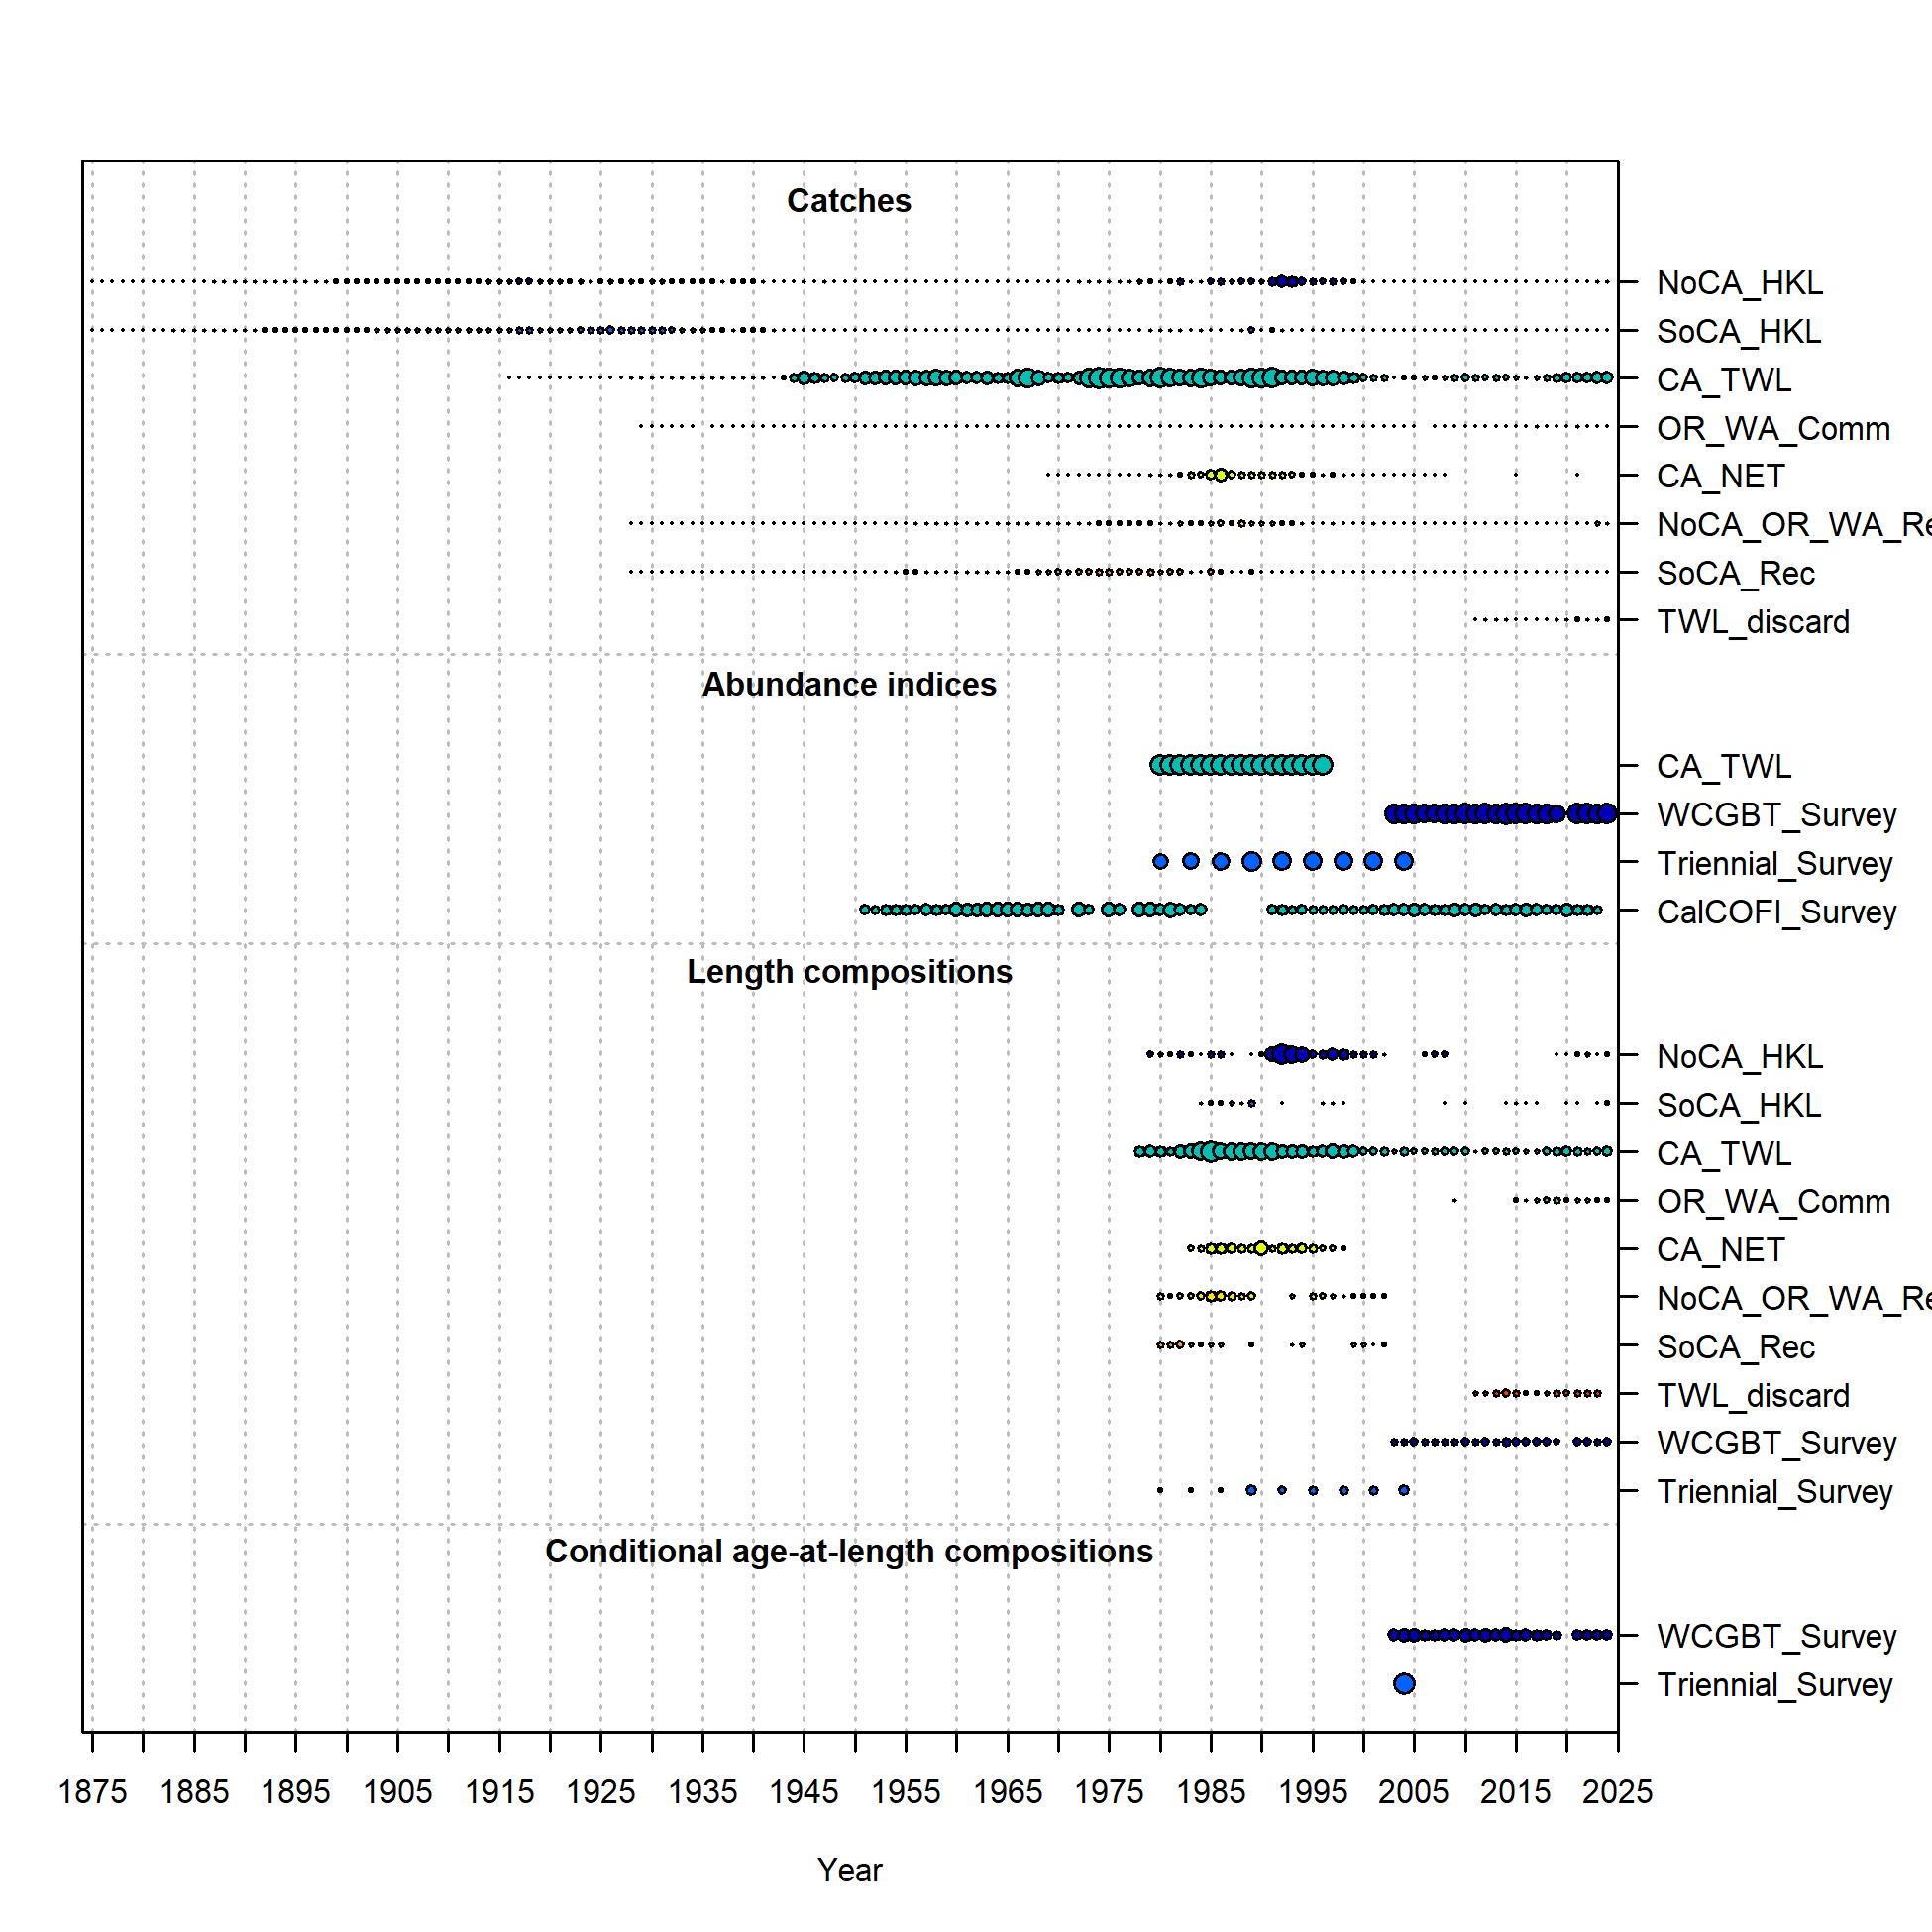 Catches
NoCA_HKL
SoCA_HKL
CA_TWL
OR_WA_Comm
CA_NET
NoCA_OR_WA_Re
SoCA_Rec
TWL_discard
Abundance indices
CA_TWL
WCGBT_Survey
Triennial_Survey
CalCOFI_Survey
Length compositions
NoCA_HKL
SoCA_HKL
CA_TWL
OR_WA_Comm
CA_NET
NoCA_OR_WA_Re
SoCA_Rec
TWL_discard
WCGBT_Survey
Triennial_Survey
Conditional age-at-length compositions
WCGBT_Survey
Triennial_Survey
1875 1885 1895 1905 1915 1925 1935 1945 1955 1965 1975 1985 1995 2005 2015 2025
Year